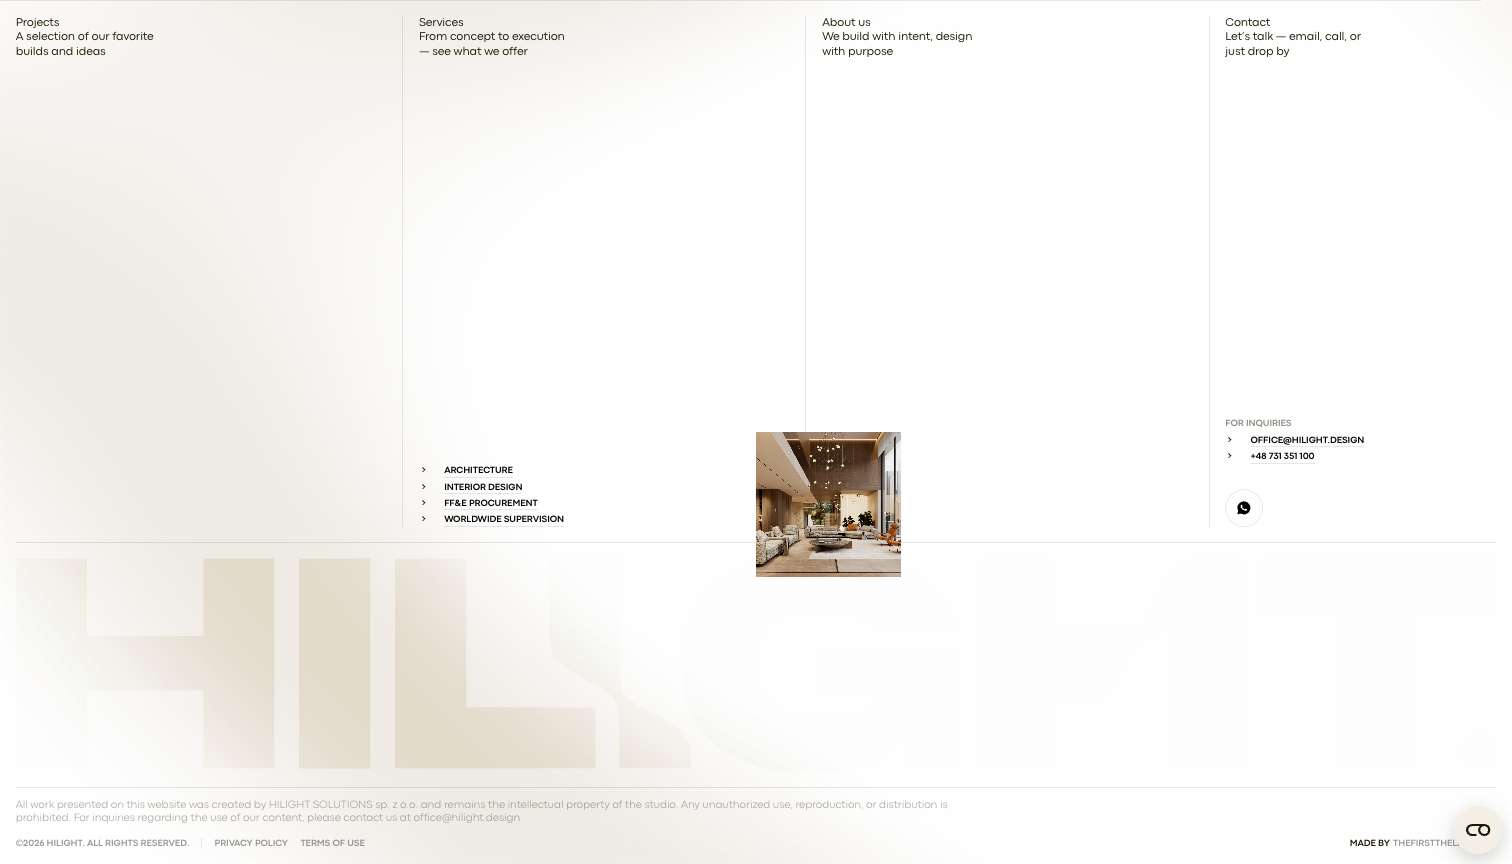 Projects
A selection of our favorite
builds and ideas
Services
From concept to execution
— see what we offer
About us
We build with intent, design
with purpose
Contact
Let's talk — email, call, or
just drop by
ARCHITECTURE
INTERIOR DESIGN
FF&E PROCUREMENT
WORLDWIDE SUPERVISION
FOR INQUIRIES
OFFICE@HILIGHT.DESIGN
+48 731 351 100
HILIGHT.
All work presented on this website was created by HILIGHT SOLUTIONS sp. z o.o. and remains the intellectual property of the studio. Any unauthorized use, reproduction, or distribution is
prohibited. For inquiries regarding the use of our content, please contact us at office@hilight.design
©2026 HILIGHT. ALL RIGHTS RESERVED.
PRIVACY POLICY
TERMS OF USE
MADE BY